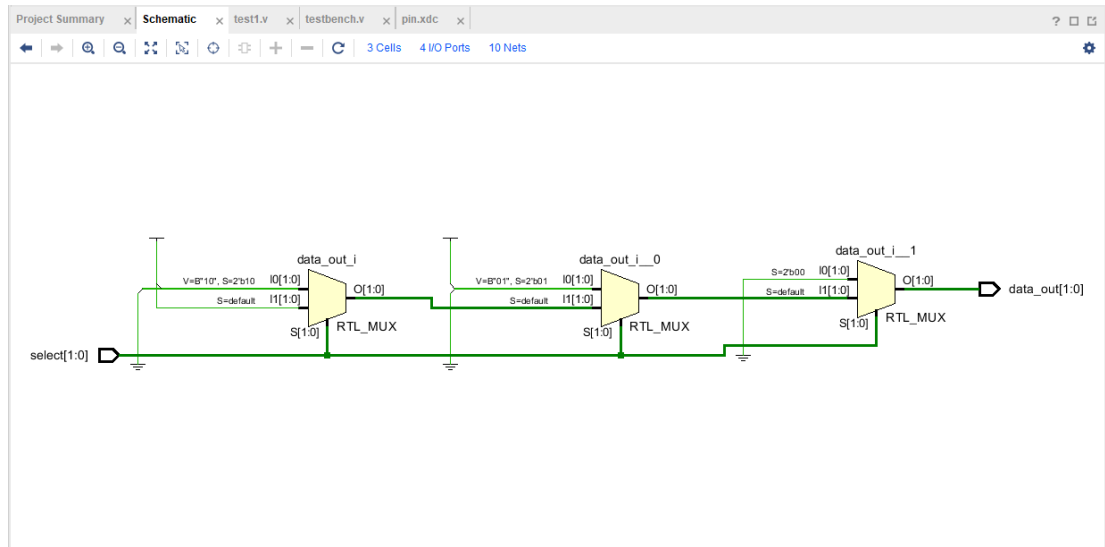 Project Summary × Schematic × test1.v × testbench.v × pin.xdc ×
3 Cells 4 I/O Ports 10 Nets
data_out_i
V=B"10", S=2'b10 I0[1:0]
S=default I1[1:0]
O[1:0]
S[1:0]
RTL_MUX
data_out_i__0
V=B"01", S=2'b01 I0[1:0]
S=default I1[1:0]
O[1:0]
S[1:0]
RTL_MUX
data_out_i__1
S=2'b00 I0[1:0]
S=default I1[1:0]
O[1:0]
S[1:0]
RTL_MUX
data_out[1:0]
select[1:0]